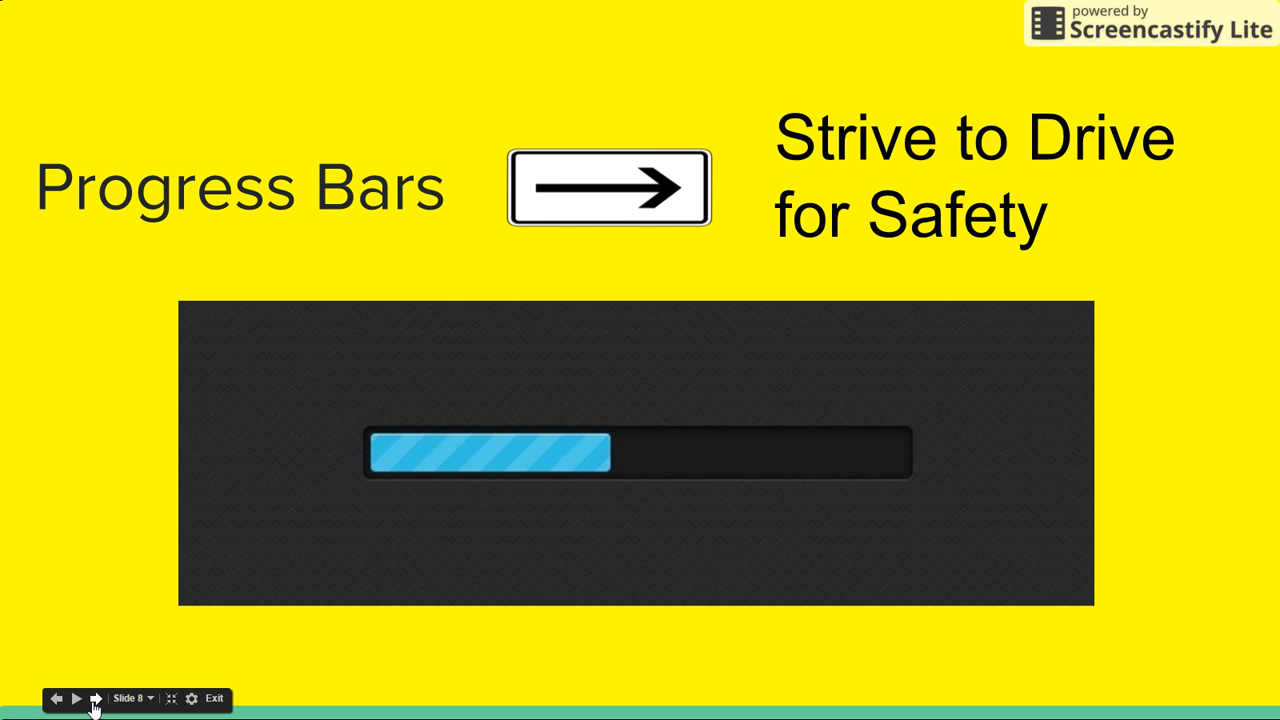 powered by
Screencastify Lite
Progress Bars
Strive to Drive
for Safety
Slide 8
Exit